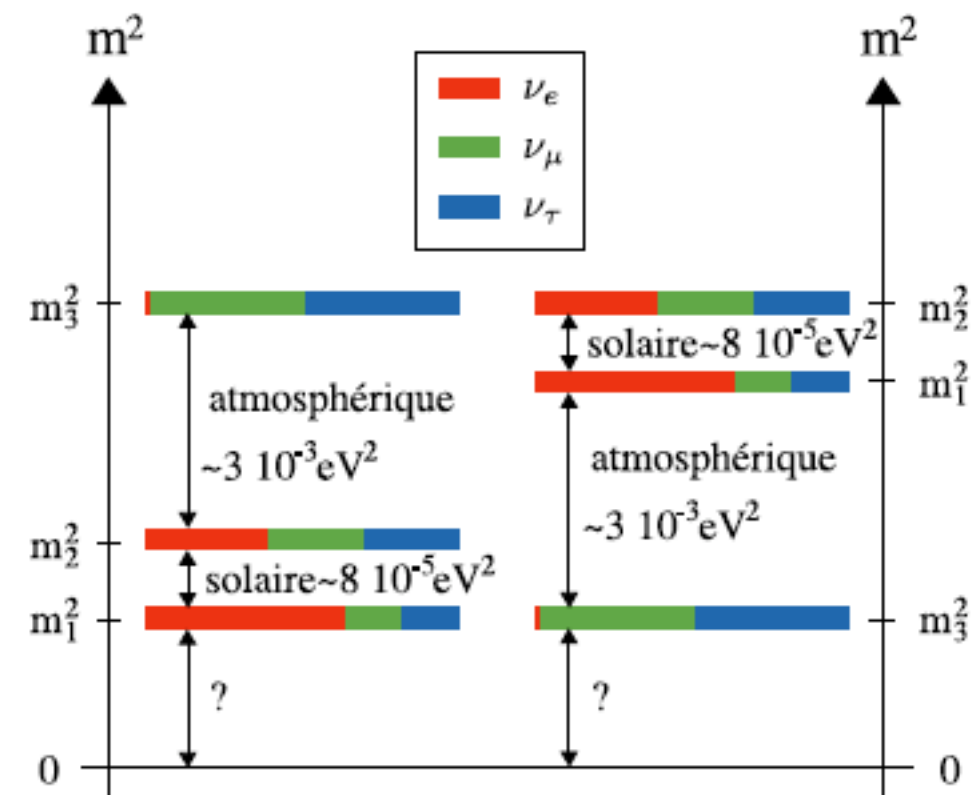 m²
m²
νₑ
ν_μ
ν_τ
m₃²
m₂²
solaire~8 10⁻⁵eV²
m₁²
atmosphérique
~3 10⁻³eV²
atmosphérique
~3 10⁻³eV²
m₂²
solaire~8 10⁻⁵eV²
m₁²
m₃²
?
?
0
0